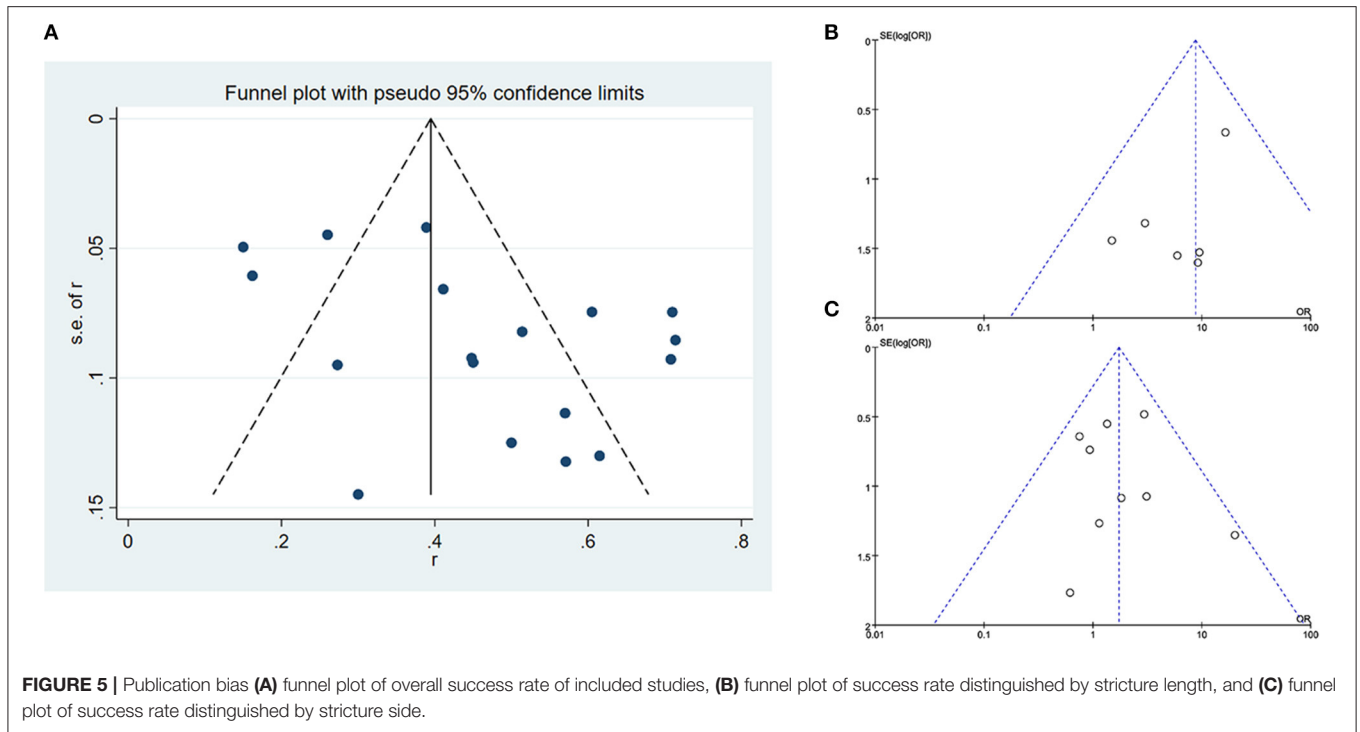 A
Funnel plot with pseudo 95% confidence limits
0
.05
.1
.15
s.e. of r
0 .2 .4 .6 .8
r
B
SE(log[OR])
0
0.5
1
1.5
2
0.01 0.1 1 10 100
OR
C
SE(log[OR])
0
0.5
1
1.5
2
0.01 0.1 1 10 100
OR
FIGURE 5 | Publication bias (A) funnel plot of overall success rate of included studies, (B) funnel plot of success rate distinguished by stricture length, and (C) funnel
plot of success rate distinguished by stricture side.